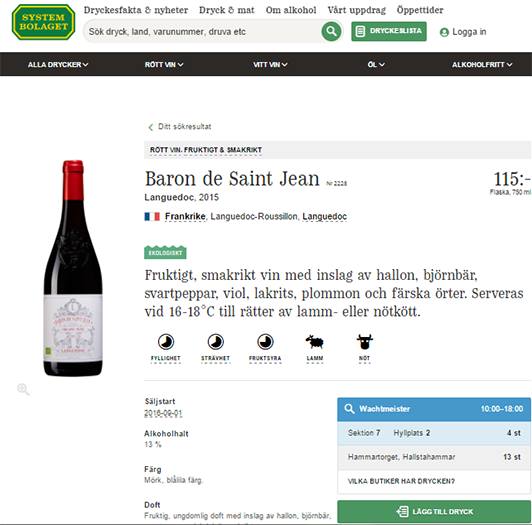 SYSTEM
BOLAGET
Dryckesfakta & nyheter Dryck & mat Om alkohol Vårt uppdrag Öppettider
Sök dryck, land, varunummer, druva etc
DRYCKESLISTA
Logga in
ALLA DRYCKER RÖTT VIN VITT VIN ÖL ALKOHOLFRITT
Ditt sökresultat
RÖTT VIN, FRUKTIGT & SMAKRIKT
Baron de Saint Jean Nr 2228
115:-
Languedoc, 2015
Flaska, 750 ml
Frankrike, Languedoc-Roussillon, Languedoc
EKOLOGISKT
Fruktigt, smakrikt vin med inslag av hallon, björnbär,
svartpeppar, viol, lakrits, plommon och färska örter. Serveras
vid 16-18°C till rätter av lamm- eller nötkött.
FYLLIGHET STRÄVHET FRUKTSYRA LAMM NÖT
Säljstart
2016-09-01
Alkoholhalt
13 %
Färg
Mörk, blålila färg.
Doft
Fruktig, ungdomlig doft med inslag av hallon, björnbär,
Wachtmeister 10:00–18:00
Sektion 7 Hyllplats 2 4 st
Hammartorget, Hallstahammar 13 st
VILKA BUTIKER HAR DRYCKEN?
LÄGG TILL DRYCK